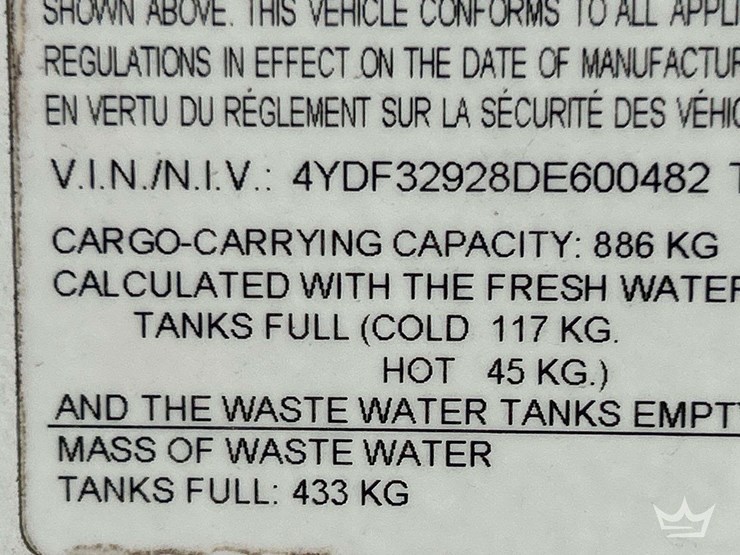 SHOWN ABOVE. THIS VEHICLE CONFORMS TO ALL
REGULATIONS IN EFFECT ON THE DATE OF
EN VERTU DU RÉGLEMENT SUR LA SÉCURITÉ DES
V.I.N./N.I.V.: 4YDF32928DE600482 T
CARGO-CARRYING CAPACITY: 886 KG
CALCULATED WITH THE FRESH WATER
TANKS FULL (COLD 117 KG.
HOT 45 KG.)
AND THE WASTE WATER TANKS EMPTY
MASS OF WASTE WATER
TANKS FULL: 433 KG